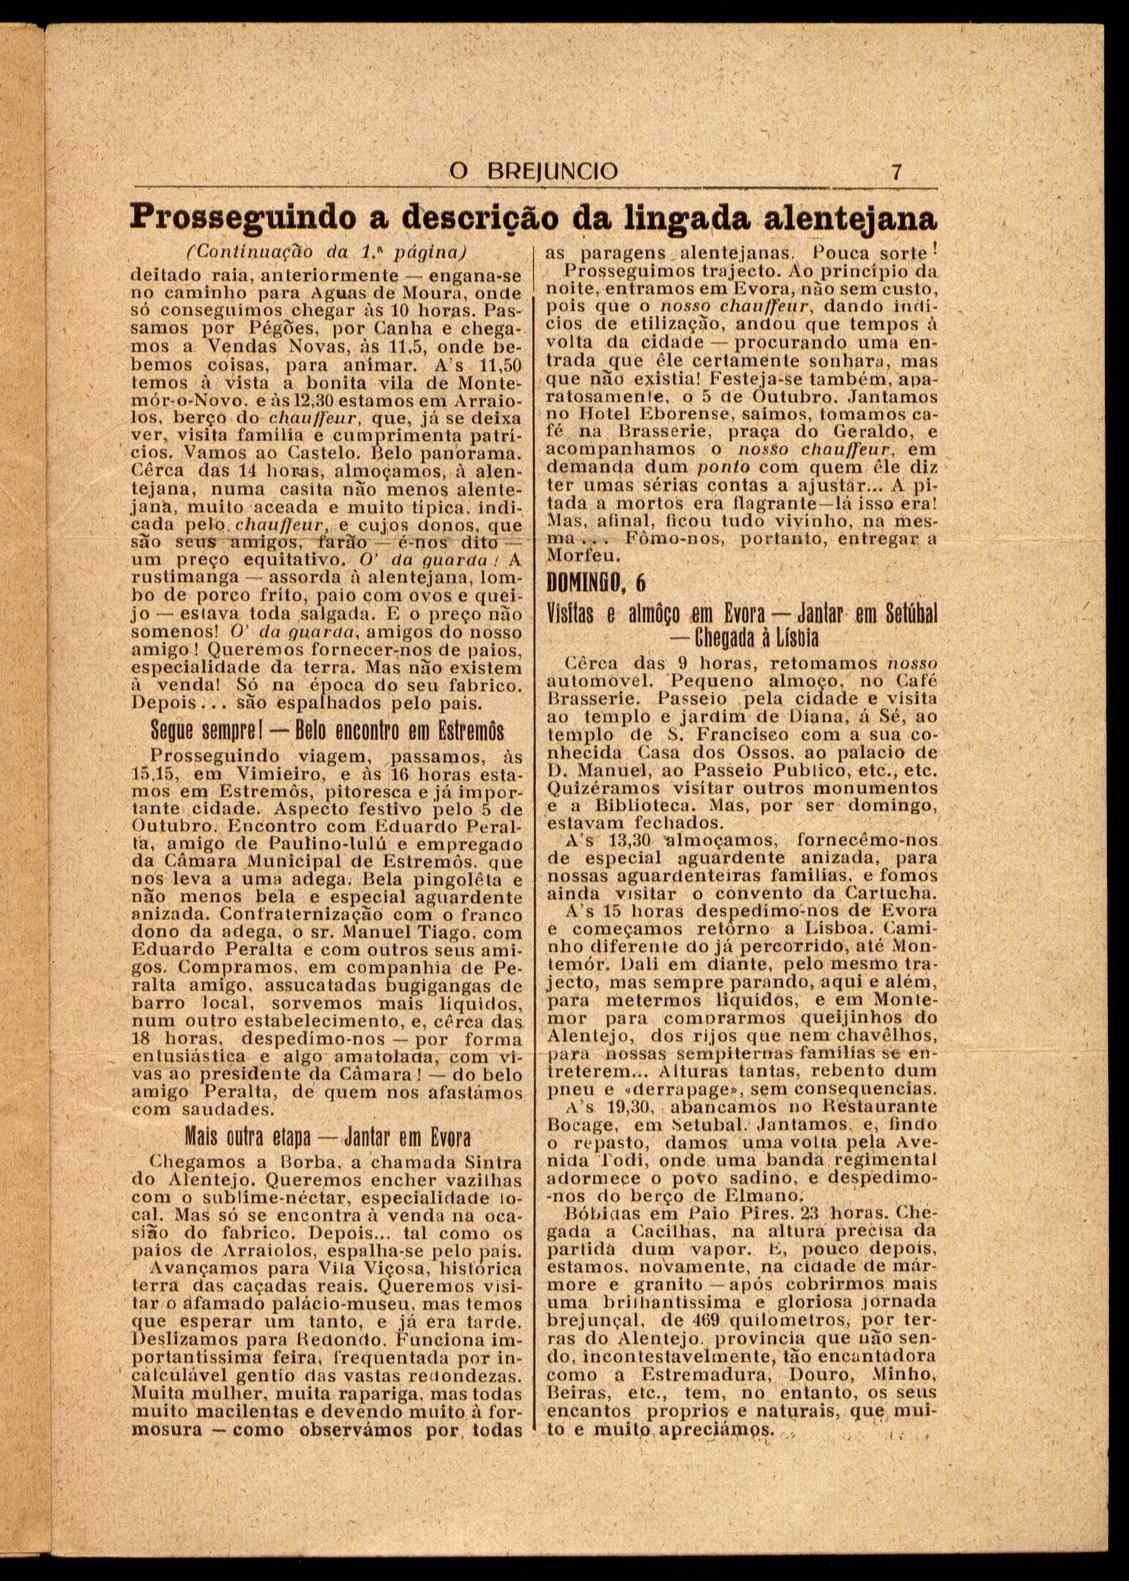 O BREJUNCIO 7
Prosseguindo a descrição da lingada alentejana
(Continuação da 1.ª página)
deitado raia, anteriormente — engana-se
no caminho para Aguas de Moura, onde
só conseguimos chegar às 10 horas. Pas-
samos por Pégões, por Canha e chega-
mos a Vendas Novas, às 11,5, onde be-
bemos coisas, para animar. A's 11,50
temos à vista a bonita vila de Monte-
mór-o-Novo. e às 12,30 estamos em Arraio-
los, berço do chauffeur, que, já se deixa
ver, visita familia e cumprimenta patrí-
cios. Vamos ao Castelo. Belo panorama.
Cêrca das 14 horas, almoçamos, à alen-
tejana, numa casita não menos alente-
jana, muito aceada e muito tipica, indi-
cada pelo chauffeur, e cujos donos, que
são seus amigos, farão — é-nos dito —
um preço equitativo. O' da guarda! A
rustimanga — assorda à alentejana, lom-
bo de porco frito, paio com ovos e quei-
jo — estava toda salgada. E o preço não
somenos! O' da guarda, amigos do nosso
amigo! Queremos fornecer-nos de paios,
especialidade da terra. Mas não existem
à venda! Só na época do seu fabrico.
Depois... são espalhados pelo pais.
Segue sempre! — Belo encontro em Estremôs
Prosseguindo viagem, passamos, às
15,15, em Vimieiro, e às 16 horas esta-
mos em Estremôs, pitoresca e já impor-
tante cidade. Aspecto festivo pelo 5 de
Outubro. Encontro com Eduardo Peral-
ta, amigo de Paulino-lulú e empregado
da Câmara Municipal de Estremôs. que
nos leva a uma adega. Bela pingolêta e
não menos bela e especial aguardente
anizada. Confraternização com o franco
dono da adega, o sr. Manuel Tiago. com
Eduardo Peralta e com outros seus ami-
gos. Compramos, em companhia de Pe-
ralta amigo, assucatadas bugigangas de
barro local, sorvemos mais liquidos,
num outro estabelecimento, e, cêrca das
18 horas, despedimo-nos — por forma
entusiástica e algo amatolada, com vi-
vas ao presidente da Câmara! — do belo
amigo Peralta, de quem nos afastámos
com saudades.
Mais outra etapa — Jantar em Evora
Chegamos a Borba, a chamada Sintra
do Alentejo. Queremos encher vazilhas
com o sublime-néctar, especialidade lo-
cal. Mas só se encontra à venda na oca-
sião do fabrico. Depois... tal como os
paios de Arraiolos, espalha-se pelo pais.
Avançamos para Vila Viçosa, histórica
terra das caçadas reais. Queremos visi-
tar o afamado palácio-museu, mas temos
que esperar um tanto, e já era tarde.
Deslizamos para Redondo. Funciona im-
portantissima feira, frequentada por in-
calculável gentio das vastas redondezas.
Muita mulher, muita rapariga, mas todas
muito macilentas e devendo muito à for-
mosura — como observámos por todas
as paragens alentejanas. Pouca sorte!
Prosseguimos trajecto. Ao principio da
noite, entramos em Evora, não sem custo,
pois que o nosso chauffeur, dando indi-
cios de etilização, andou que tempos à
volta da cidade — procurando uma en-
trada que êle certamente sonhara, mas
que não existia! Festeja-se também, apa-
ratosamente, o 5 de Outubro. Jantamos
no Hotel Eborense, saimos, tomamos ca-
fé na Brasserie, praça do Geraldo, e
acompanhamos o nosso chauffeur, em
demanda dum ponto com quem êle diz
ter umas sérias contas a ajustar... A pi-
tada a mortos era flagrante—lá isso era!
Mas, afinal, ficou tudo vivinho, na mes-
ma... Fômo-nos, portanto, entregar a
Morfeu.
DOMINGO, 6
Visitas e almôço em Evora — Jantar em Setúbal
— Chegada à Lisboa
Cêrca das 9 horas, retomamos nosso
automovel. Pequeno almoço, no Café
Brasserie. Passeio pela cidade e visita
ao templo e jardim de Diana, á Sé, ao
templo de S. Francisco com a sua co-
nhecida Casa dos Ossos. ao palacio de
D. Manuel, ao Passeio Publico, etc., etc.
Quizéramos visitar outros monumentos
e a Biblioteca. Mas, por ser domingo,
estavam fechados.
A's 13,30 almoçamos, fornecêmo-nos
de especial aguardente anizada, para
nossas aguardenteiras familias, e fomos
ainda visitar o convento da Cartucha.
A's 15 horas despedimo-nos de Evora
e começamos retôrno a Lisboa. Cami-
nho diferente do já percorrido, até Mon-
temór. Dali em diante, pelo mesmo tra-
jecto, mas sempre parando, aqui e além,
para metermos liquidos, e em Monte-
mor para comprarmos queijinhos do
Alentejo, dos rijos que nem chavêlhos,
para nossas sempiternas familias se en-
treterem... Alturas tantas, rebento dum
pneu e «derrapage», sem consequencias.
A's 19,30, abancamos no Restaurante
Bocage, em Setubal. Jantamos, e, findo
o repasto, damos uma volta pela Ave-
nida Todi, onde uma banda regimental
adormece o povo sadino, e despedimo-
-nos do berço de Elmano.
Bóbidas em Paio Pires. 23 horas. Che-
gada a Cacilhas, na altura precisa da
partida dum vapor. E, pouco depois,
estamos, novamente, na cidade de már-
more e granito — após cobrirmos mais
uma brilhantissima e gloriosa jornada
brejunçal, de 469 quilometros, por ter-
ras do Alentejo. provincia que não sen-
do, incontestavelmente, tão encantadora
como a Estremadura, Douro, Minho,
Beiras, etc., tem, no entanto, os seus
encantos proprios e naturais, que mui-
to e muito apreciámos.